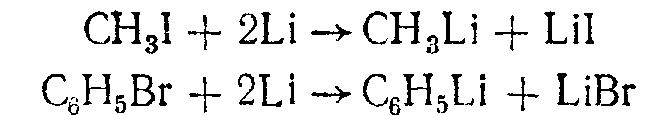 CH₃I + 2Li → CH₃Li + LiI
C₆H₅Br + 2Li → C₆H₅Li + LiBr